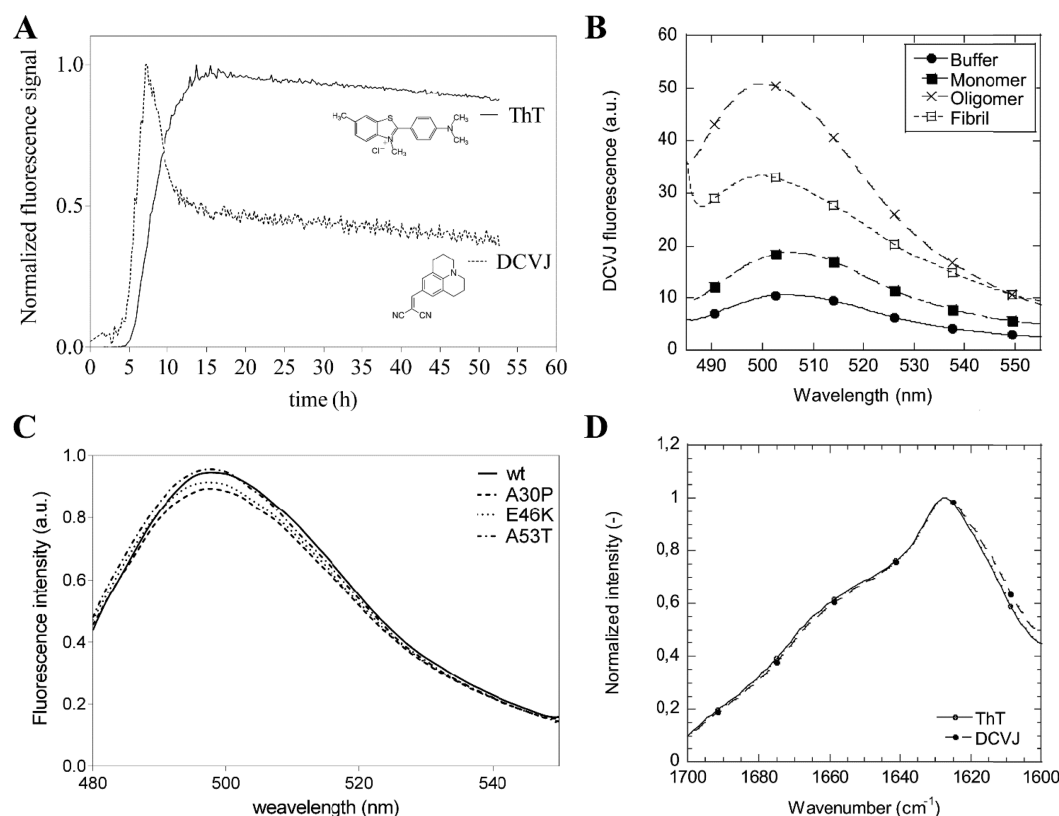 A
Normalized fluorescence signal
1.0
0.5
0.0
0 5 10 15 20 25 30 35 40 45 50 55 60
time (h)
ThT
H₃C
S
N
CH₃
CH₃
N
CH₃
Cl⁻
DCVJ
N
NC CN
B
DCVJ fluorescence (a.u.)
60
50
40
30
20
10
0
490 500 510 520 530 540 550
Wavelength (nm)
Buffer
Monomer
Oligomer
Fibril
C
Fluorescence intensity (a.u.)
1.0
0.8
0.6
0.4
0.2
0.0
480 500 520 540
weavelength (nm)
wt
A30P
E46K
A53T
D
Normalized intensity (-)
1,2
1
0,8
0,6
0,4
0,2
0
1700 1680 1660 1640 1620 1600
Wavenumber (cm⁻¹)
ThT
DCVJ